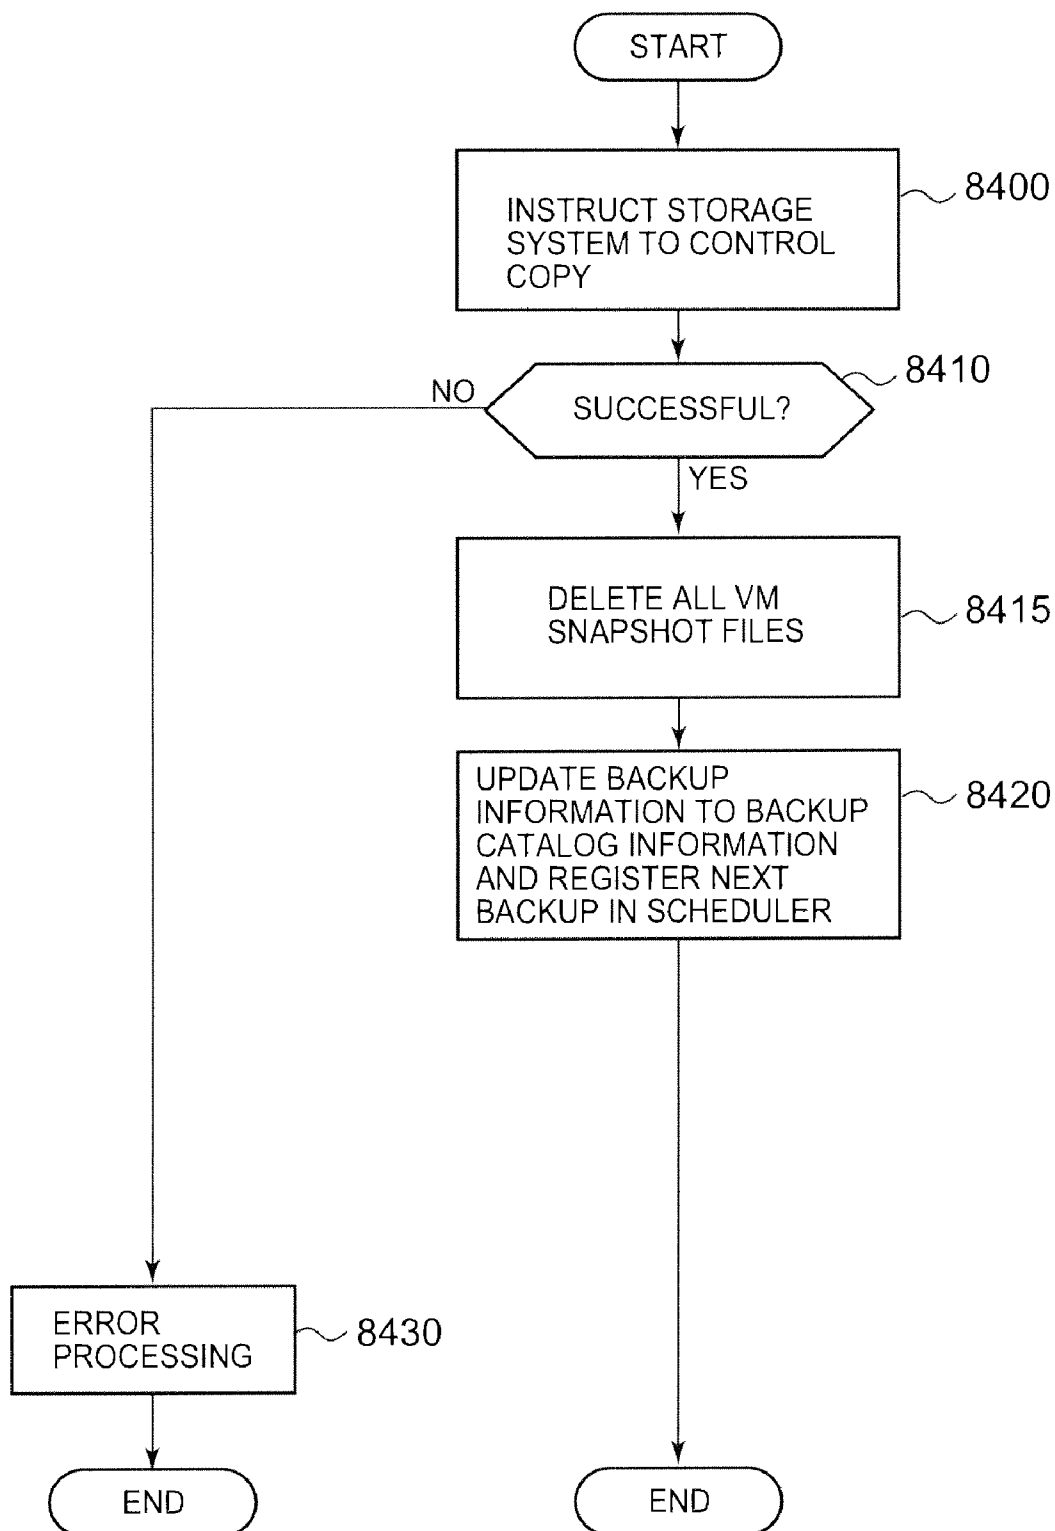 START
INSTRUCT STORAGE
SYSTEM TO CONTROL
COPY
8400
SUCCESSFUL?
8410
NO
YES
DELETE ALL VM
SNAPSHOT FILES
8415
UPDATE BACKUP
INFORMATION TO BACKUP
CATALOG INFORMATION
AND REGISTER NEXT
BACKUP IN SCHEDULER
8420
ERROR
PROCESSING
8430
END
END